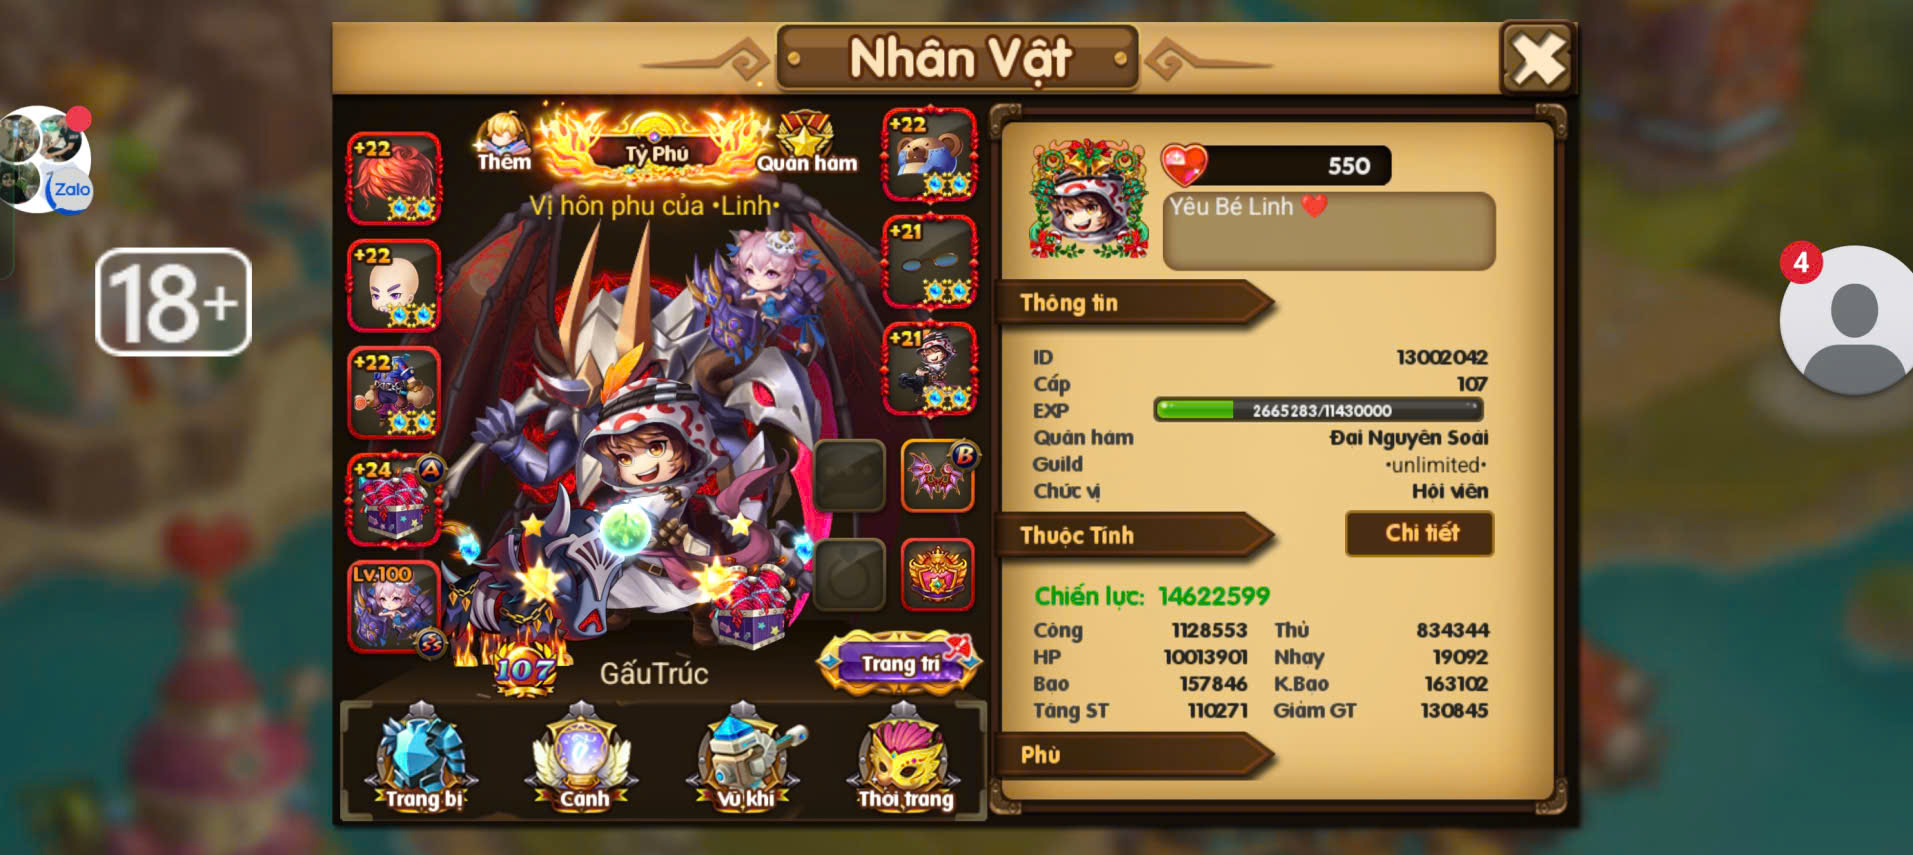 Nhân Vật
Zalo
18+
4
+22
+22
+22
+24
A
Lv.100
SS
Thêm
Tỷ Phú
Quân hàm
Vị hôn phu của •Linh•
+22
+21
+21
B
107
GấuTrúc
Trang trí
Trang bị
Cánh
Vũ khí
Thời trang
550
Yêu Bé Linh ❤️
Thông tin
ID 13002042
Cấp 107
EXP 2665283/11430000
Quân hàm Đại Nguyên Soái
Guild •unlimited•
Chức vị Hội viên
Thuộc Tính
Chi tiết
Chiến lực: 14622599
Công 1128553 Thủ 834344
HP 10013901 Nhạy 19092
Bạo 157846 K.Bạo 163102
Tăng ST 110271 Giảm GT 130845
Phù